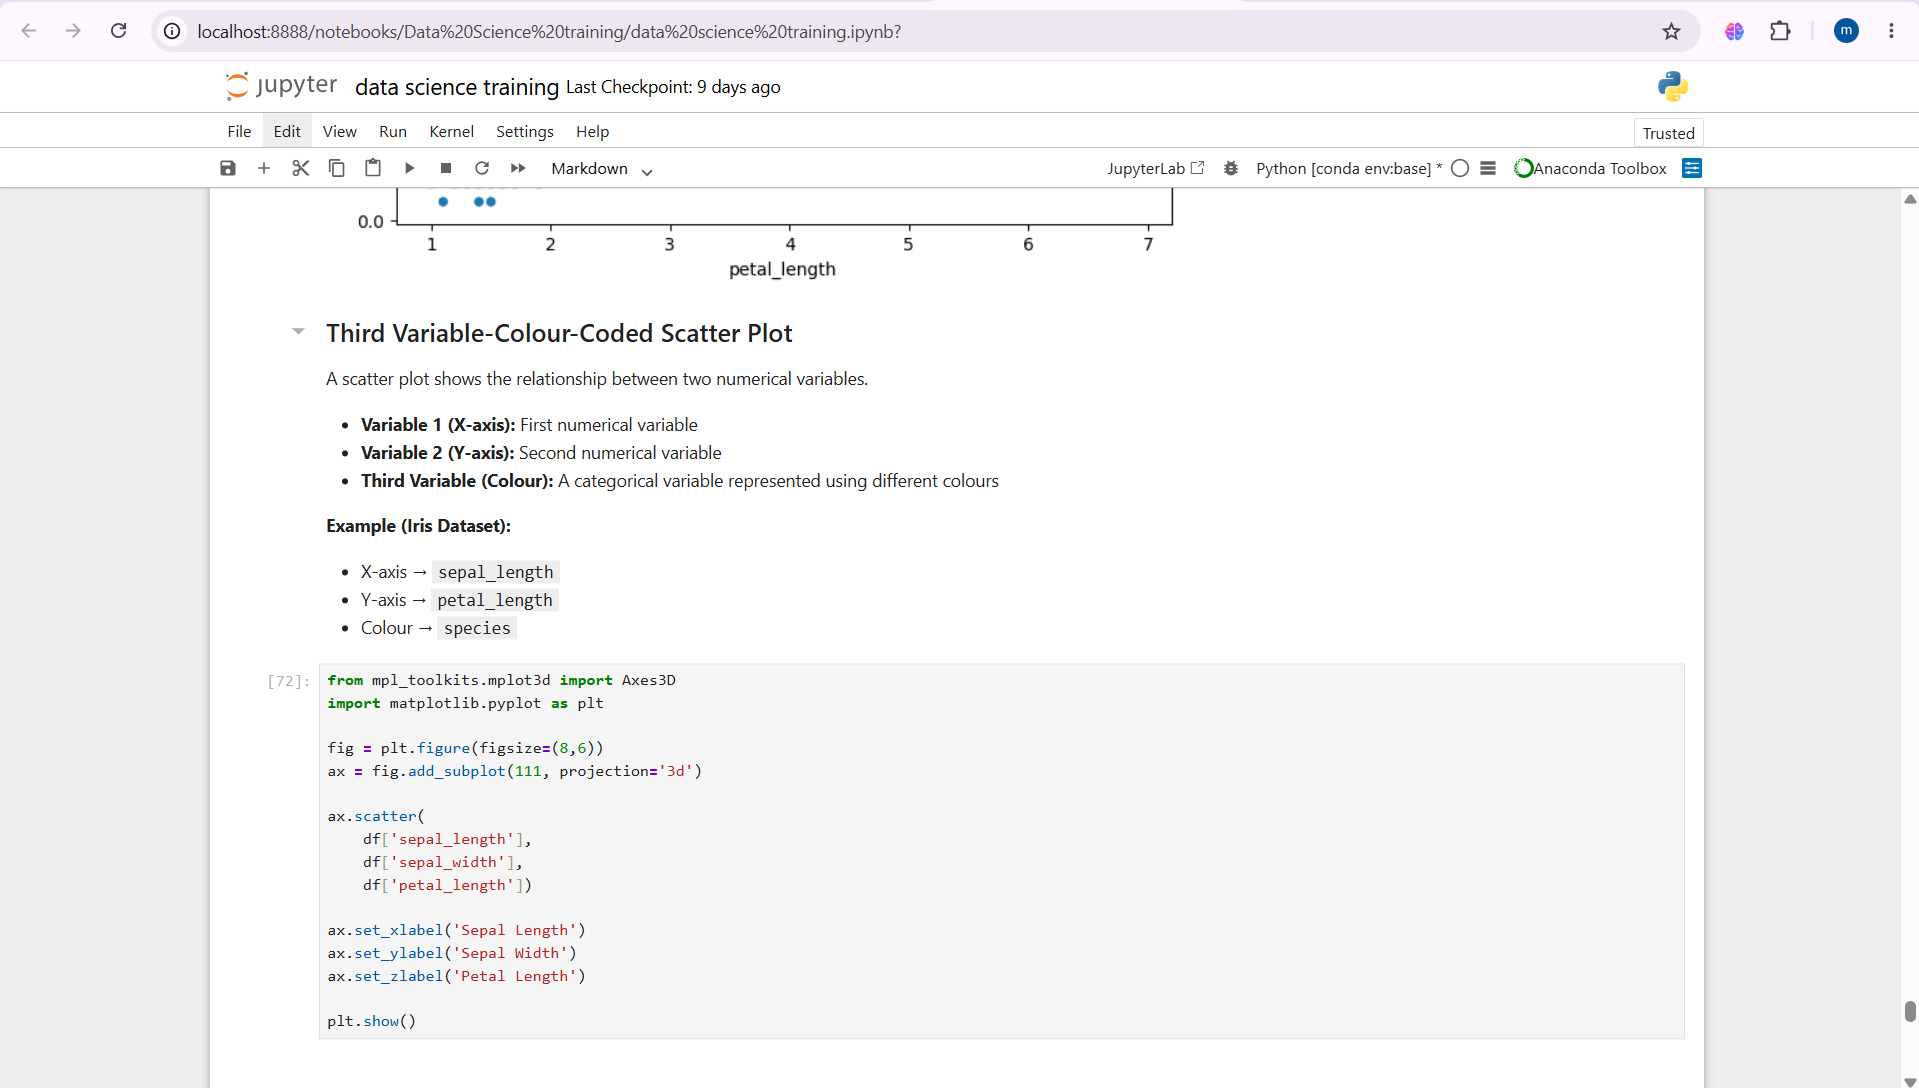 localhost:8888/notebooks/Data%20Science%20training/data%20science%20training.ipynb?
m
jupyter data science training Last Checkpoint: 9 days ago
File Edit View Run Kernel Settings Help
Trusted
Markdown
JupyterLab
Python [conda env:base] *
Anaconda Toolbox
0.0
1 2 3 4 5 6 7
petal_length
Third Variable-Colour-Coded Scatter Plot
A scatter plot shows the relationship between two numerical variables.
• Variable 1 (X-axis): First numerical variable
• Variable 2 (Y-axis): Second numerical variable
• Third Variable (Colour): A categorical variable represented using different colours
Example (Iris Dataset):
• X-axis → sepal_length
• Y-axis → petal_length
• Colour → species
[72]:
from mpl_toolkits.mplot3d import Axes3D
import matplotlib.pyplot as plt
fig = plt.figure(figsize=(8,6))
ax = fig.add_subplot(111, projection='3d')
ax.scatter(
    df['sepal_length'],
    df['sepal_width'],
    df['petal_length'])
ax.set_xlabel('Sepal Length')
ax.set_ylabel('Sepal Width')
ax.set_zlabel('Petal Length')
plt.show()